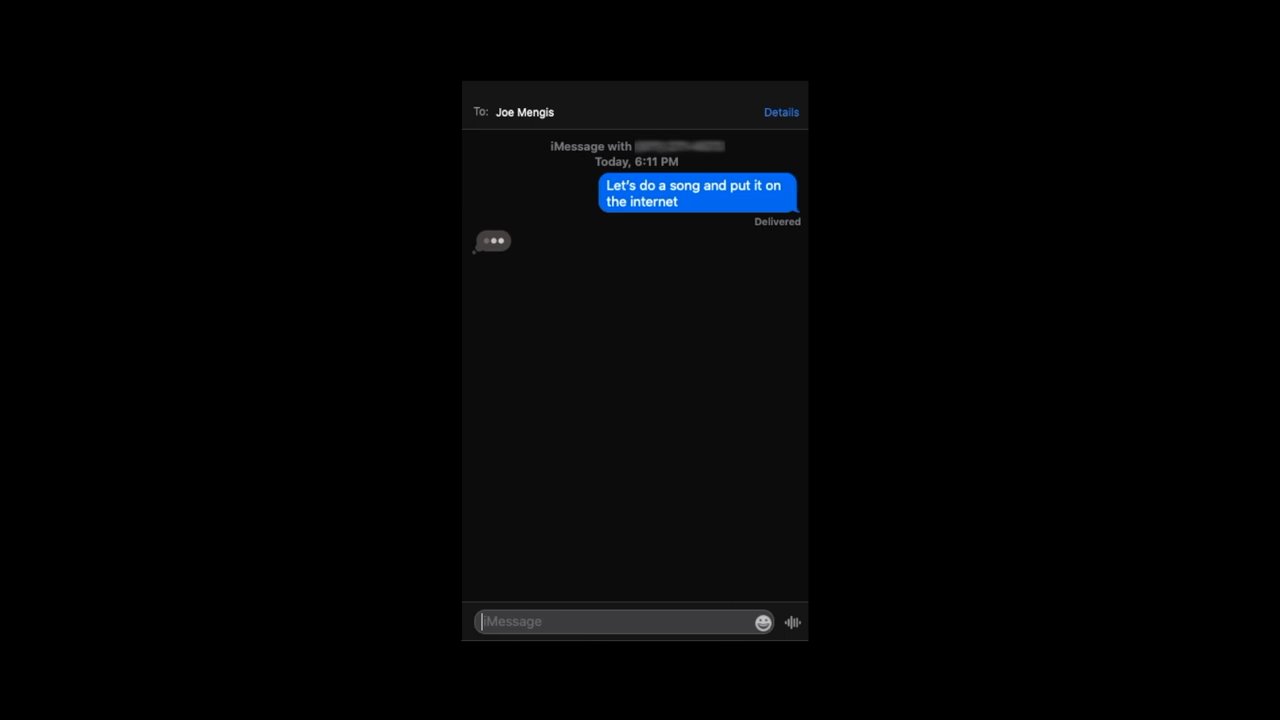 To: Joe Mengis Details
iMessage with
Today, 6:11 PM
Let's do a song and put it on
the internet
Delivered
iMessage